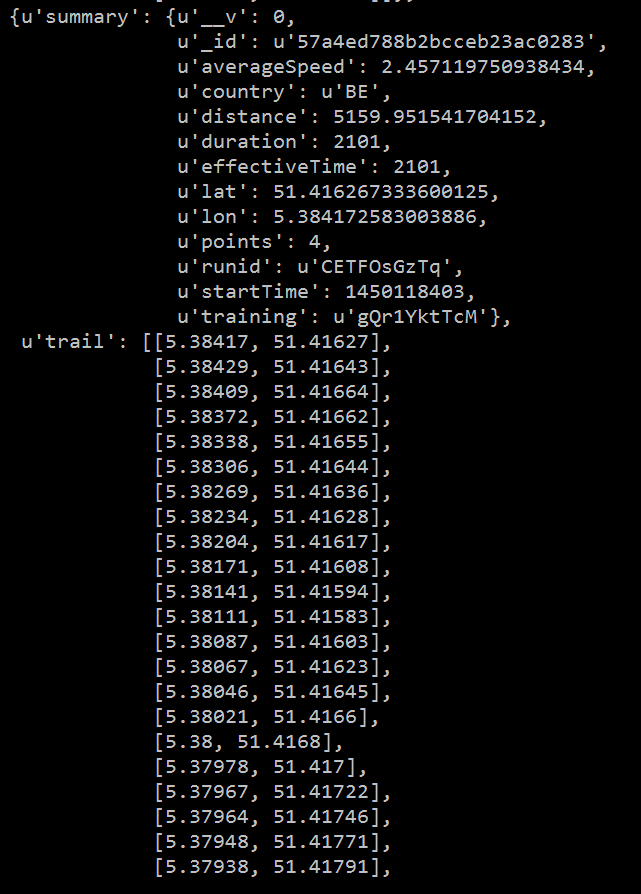 {u'summary': {u'__v': 0,
u'_id': u'57a4ed788b2bcceb23ac0283',
u'averageSpeed': 2.457119750938434,
u'country': u'BE',
u'distance': 5159.951541704152,
u'duration': 2101,
u'effectiveTime': 2101,
u'lat': 51.416267333600125,
u'lon': 5.384172583003886,
u'points': 4,
u'runid': u'CETFOsGzTq',
u'startTime': 1450118403,
u'training': u'gQr1YktTcM'},
u'trail': [[5.38417, 51.41627],
[5.38429, 51.41643],
[5.38409, 51.41664],
[5.38372, 51.41662],
[5.38338, 51.41655],
[5.38306, 51.41644],
[5.38269, 51.41636],
[5.38234, 51.41628],
[5.38204, 51.41617],
[5.38171, 51.41608],
[5.38141, 51.41594],
[5.38111, 51.41583],
[5.38087, 51.41603],
[5.38067, 51.41623],
[5.38046, 51.41645],
[5.38021, 51.4166],
[5.38, 51.4168],
[5.37978, 51.417],
[5.37967, 51.41722],
[5.37964, 51.41746],
[5.37948, 51.41771],
[5.37938, 51.41791],